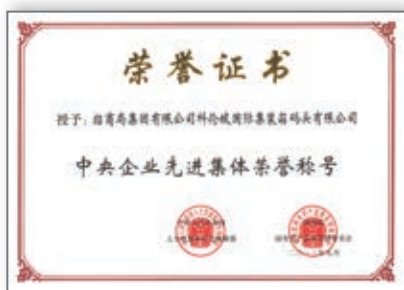 荣誉证书
授予：招商局集团有限公司科伦坡国际集装箱码头有限公司
中央企业先进集体荣誉称号